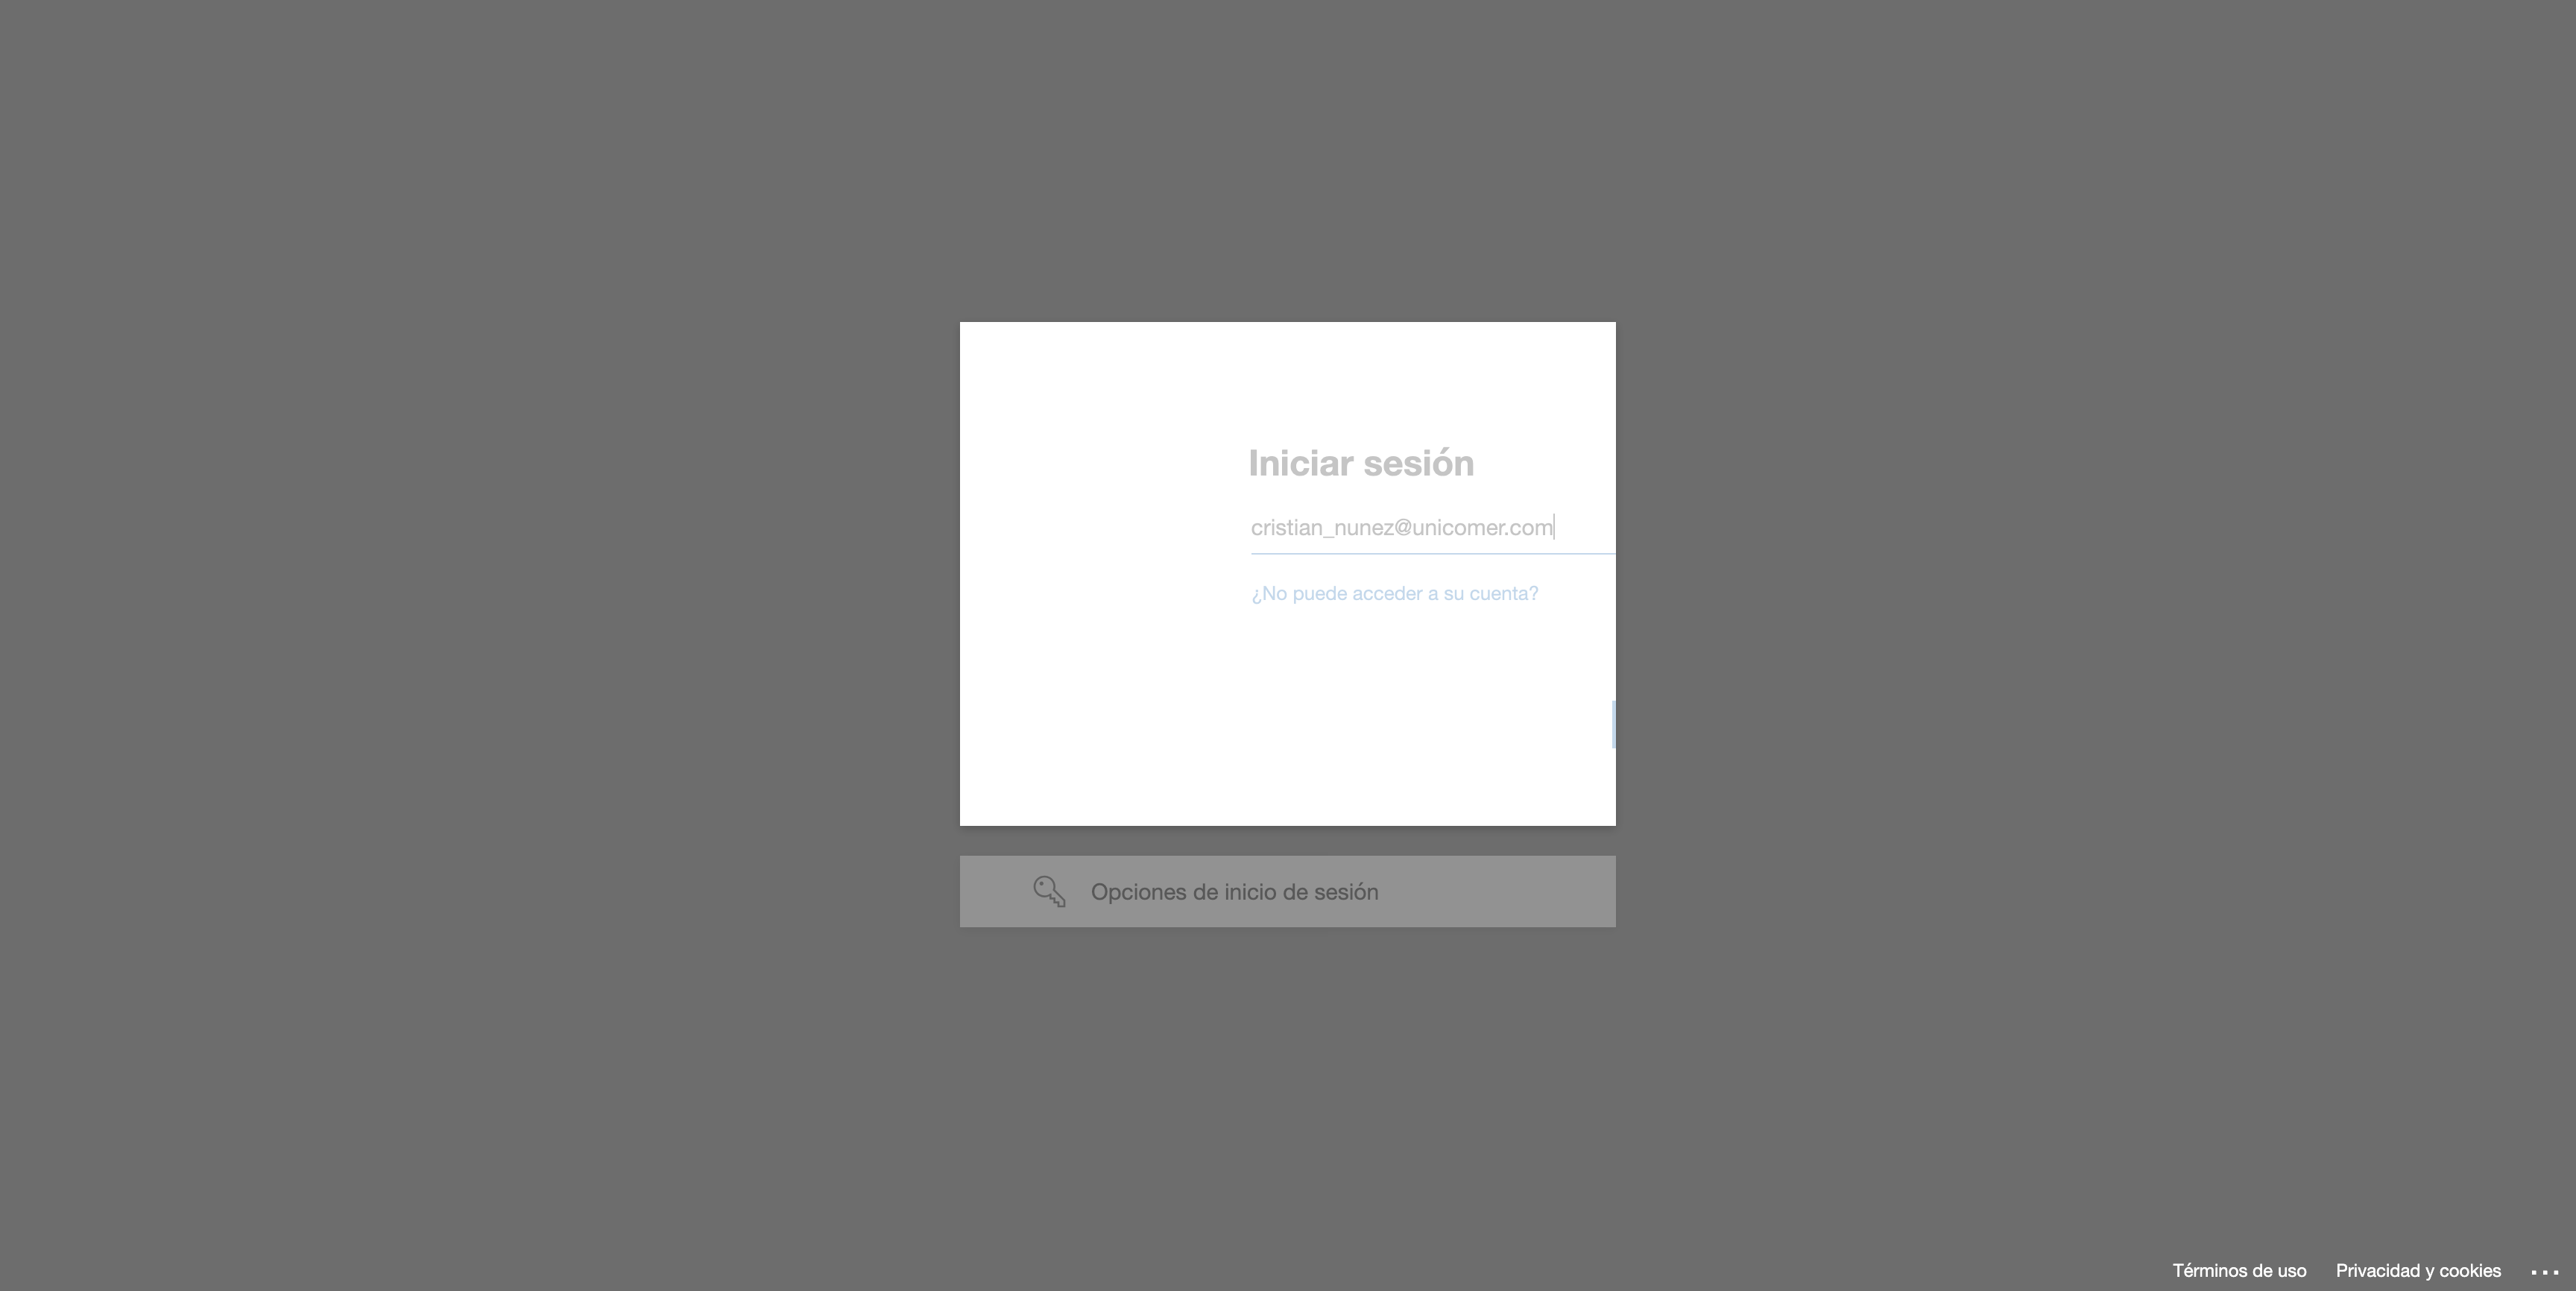 Iniciar sesión
cristian_nunez@unicomer.com
¿No puede acceder a su cuenta?
Opciones de inicio de sesión
Términos de uso Privacidad y cookies ...